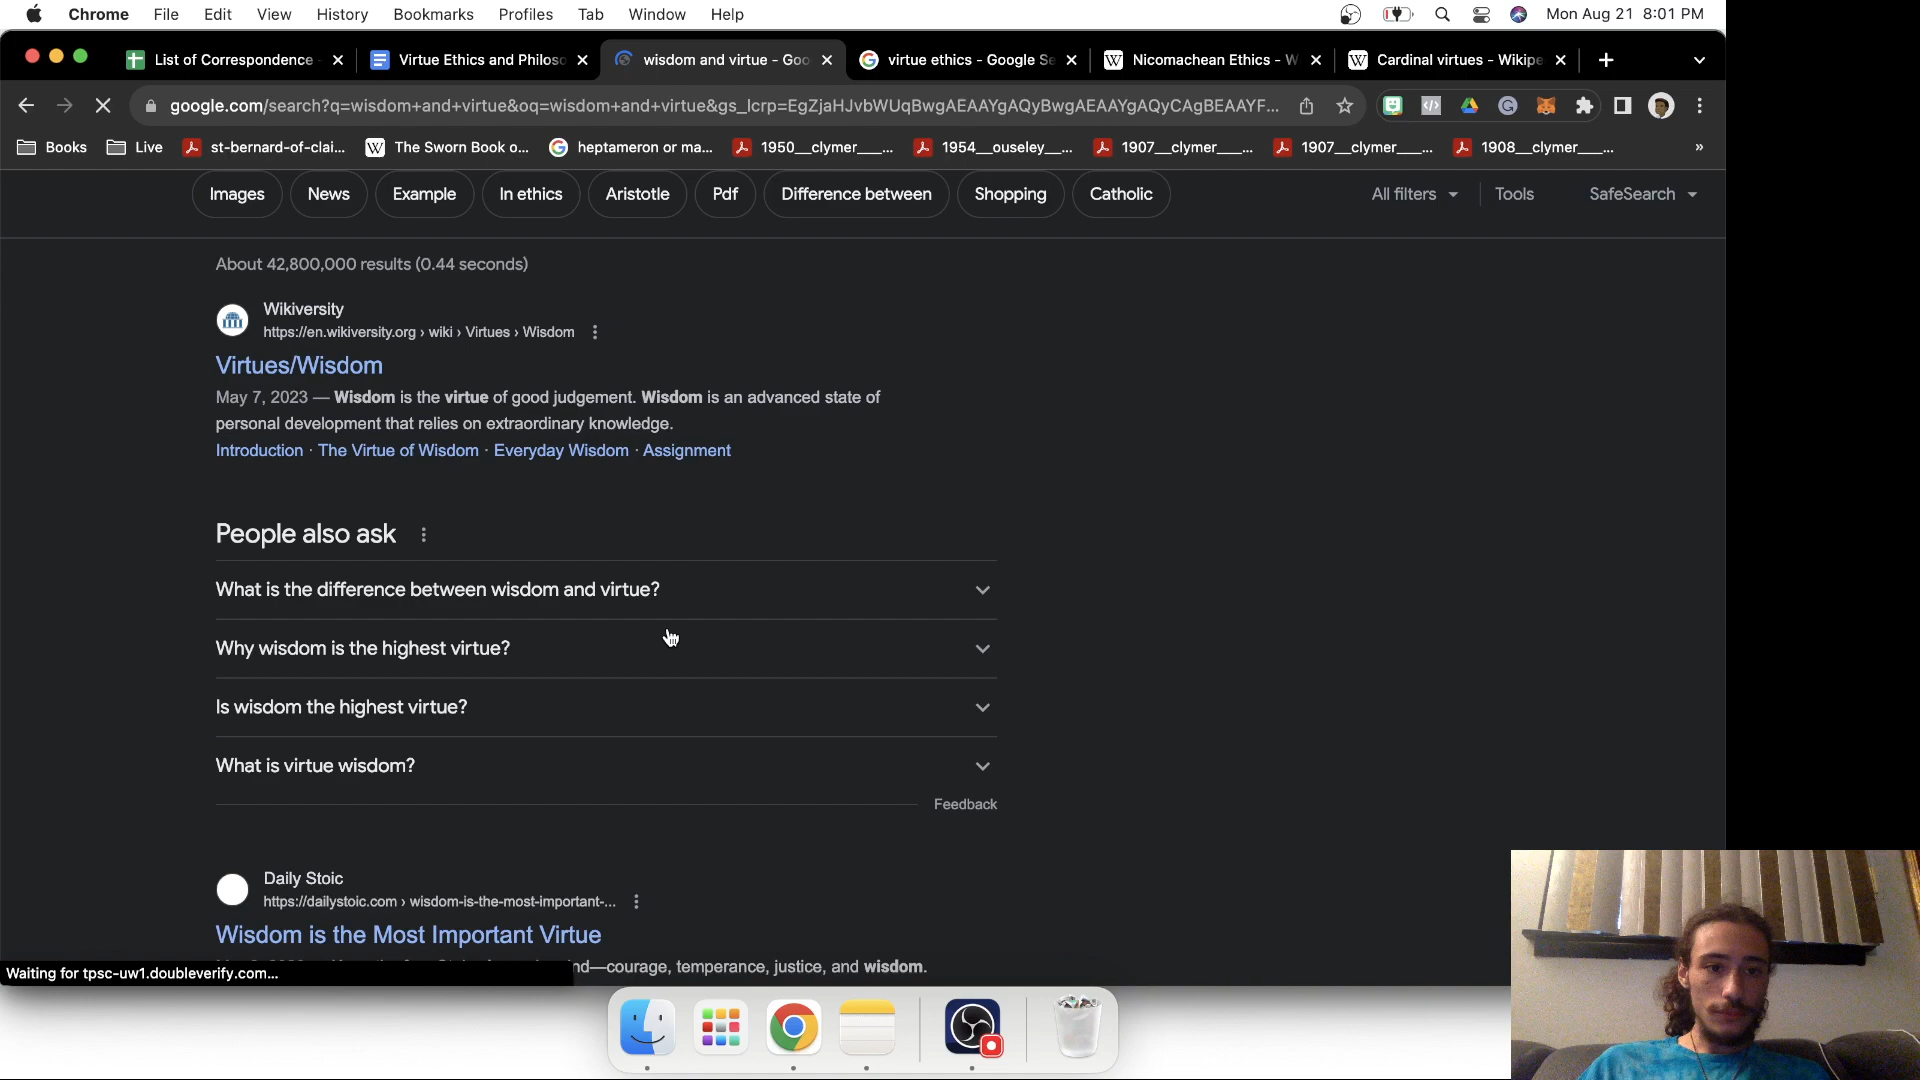 Chrome File Edit View History Bookmarks Profiles Tab Window Help Mon Aug 21 8:01 PM
List of Correspondence Virtue Ethics and Philoso wisdom and virtue - Goo virtue ethics - Google Se Nicomachean Ethics - W Cardinal virtues - Wikipe
google.com/search?q=wisdom+and+virtue&oq=wisdom+and+virtue&gs_lcrp=EgZjaHJvbWUqBwgAEAAYgAQyBwgAEAAYgAQyCAgBEAAYF...
Books Live st-bernard-of-clai... The Sworn Book o... heptameron or ma... 1950__clymer___... 1954__ouseley__... 1907__clymer___... 1907__clymer___... 1908__clymer___... »
Images News Example In ethics Aristotle Pdf Difference between Shopping Catholic All filters Tools SafeSearch
About 42,800,000 results (0.44 seconds)
Wikiversity
https://en.wikiversity.org › wiki › Virtues › Wisdom
Virtues/Wisdom
May 7, 2023 — Wisdom is the virtue of good judgement. Wisdom is an advanced state of
personal development that relies on extraordinary knowledge.
Introduction · The Virtue of Wisdom · Everyday Wisdom · Assignment
People also ask
What is the difference between wisdom and virtue?
Why wisdom is the highest virtue?
Is wisdom the highest virtue?
What is virtue wisdom?
Feedback
Daily Stoic
https://dailystoic.com › wisdom-is-the-most-important-...
Wisdom is the Most Important Virtue
nd—courage, temperance, justice, and wisdom.
Waiting for tpsc-uw1.doubleverify.com...